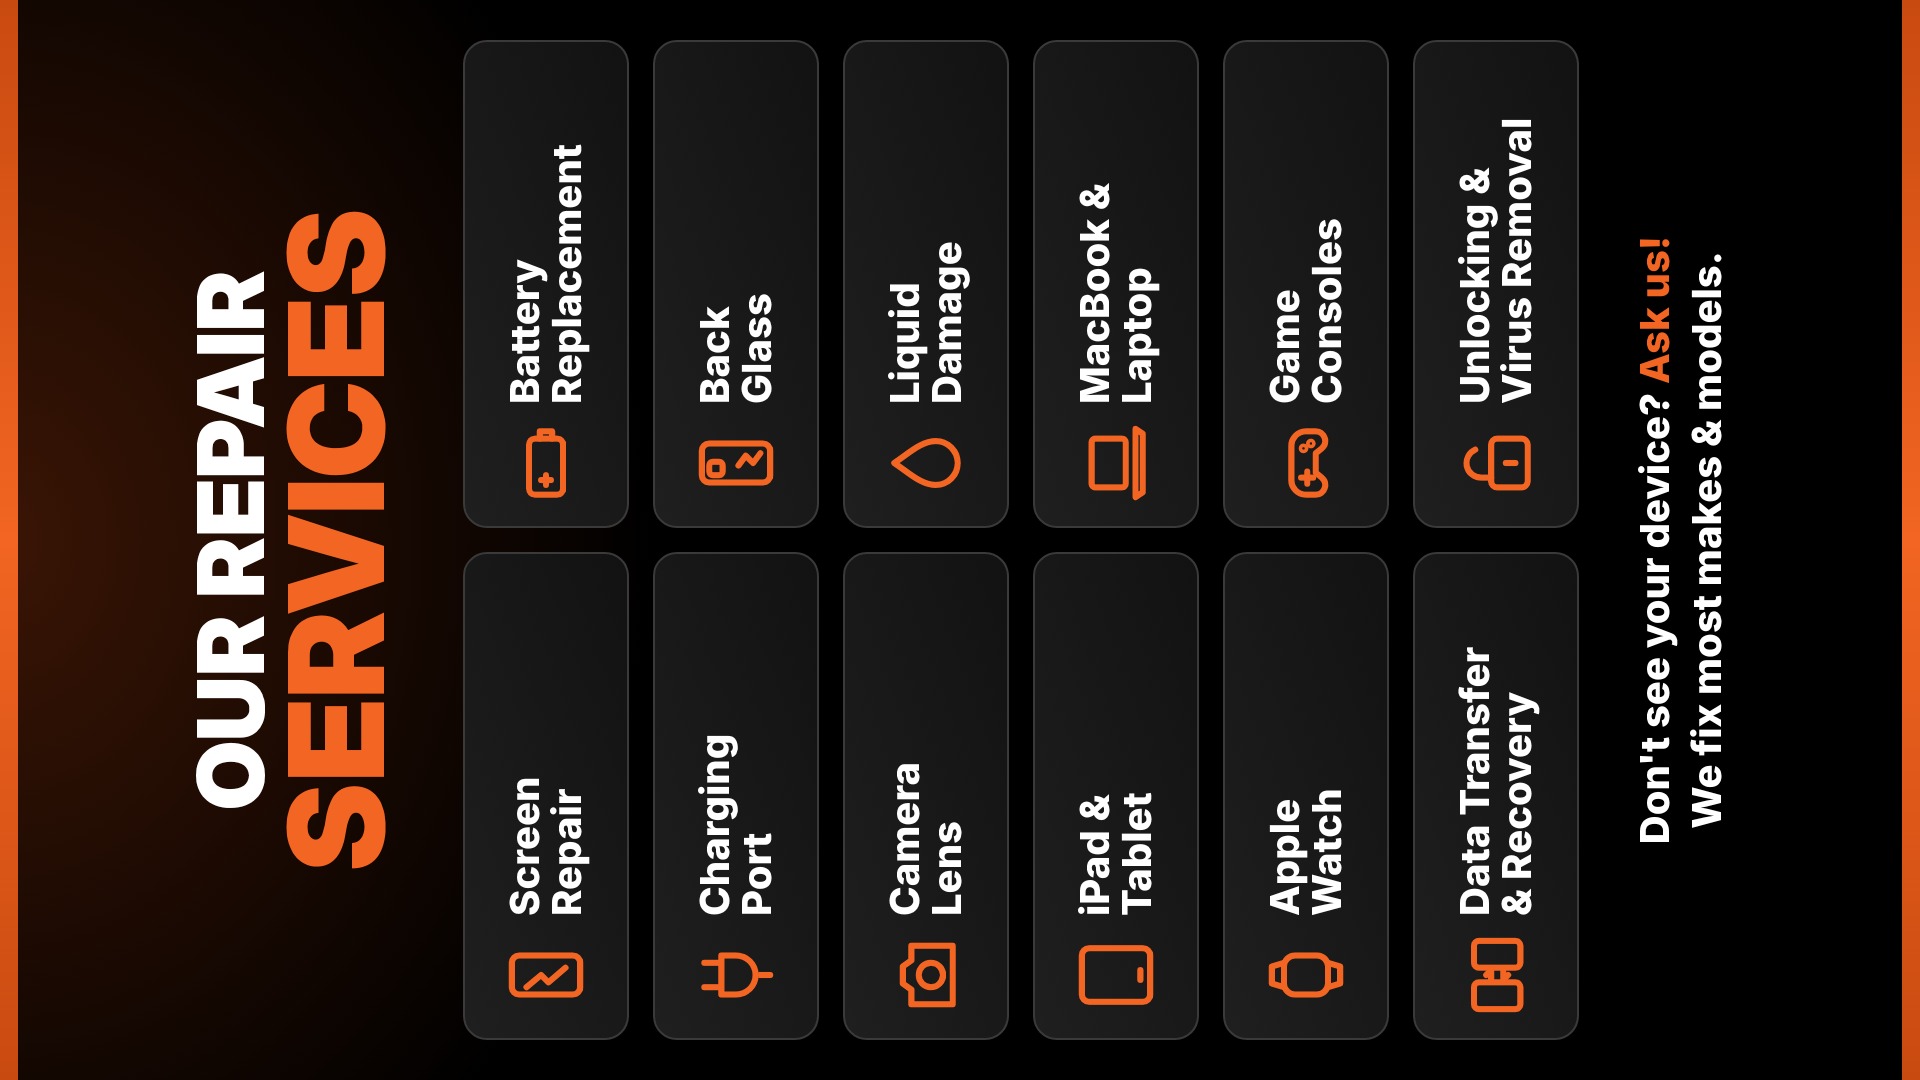 OUR REPAIR
SERVICES
Screen
Repair
Battery
Replacement
Charging
Port
Back
Glass
Camera
Lens
Liquid
Damage
iPad &
Tablet
MacBook &
Laptop
Apple
Watch
Game
Consoles
Data Transfer
& Recovery
Unlocking &
Virus Removal
Don't see your device? Ask us!
We fix most makes & models.